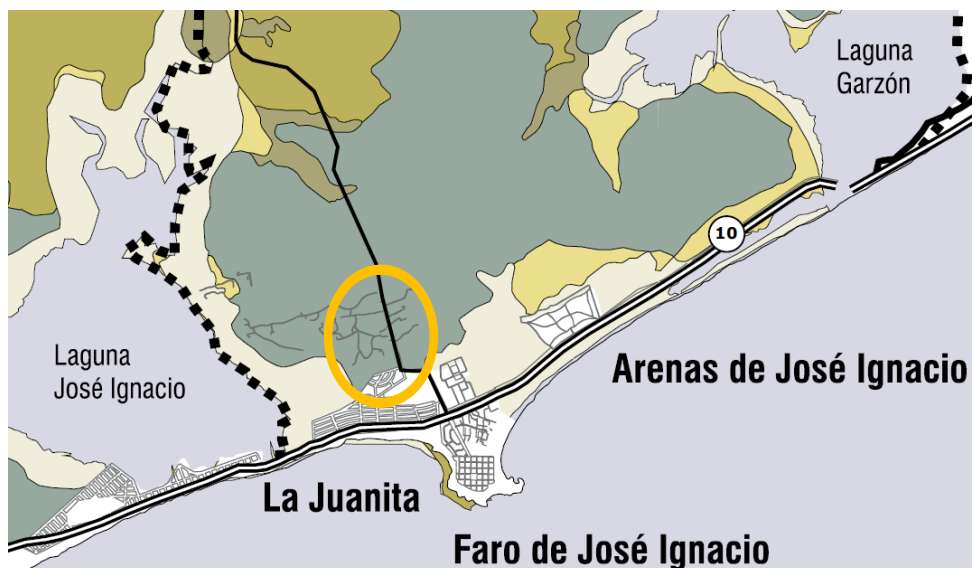 Laguna
Garzón
10
Laguna
José Ignacio
Arenas de José Ignacio
La Juanita
Faro de José Ignacio